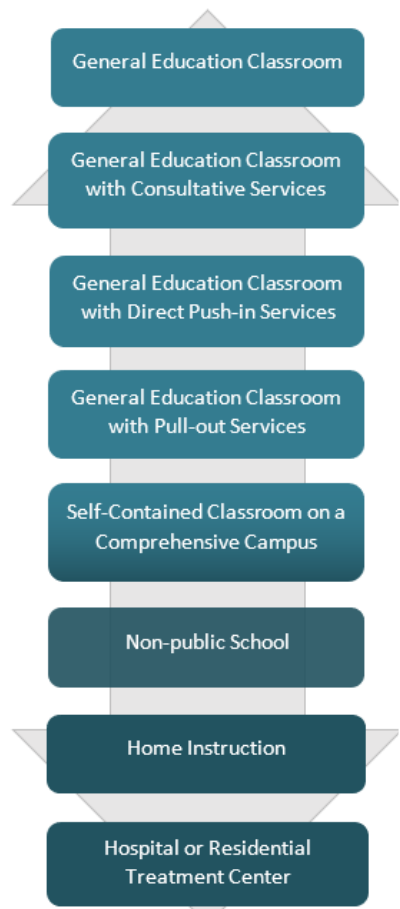 General Education Classroom
General Education Classroom
with Consultative Services
General Education Classroom
with Direct Push-in Services
General Education Classroom
with Pull-out Services
Self-Contained Classroom on a
Comprehensive Campus
Non-public School
Home Instruction
Hospital or Residential
Treatment Center